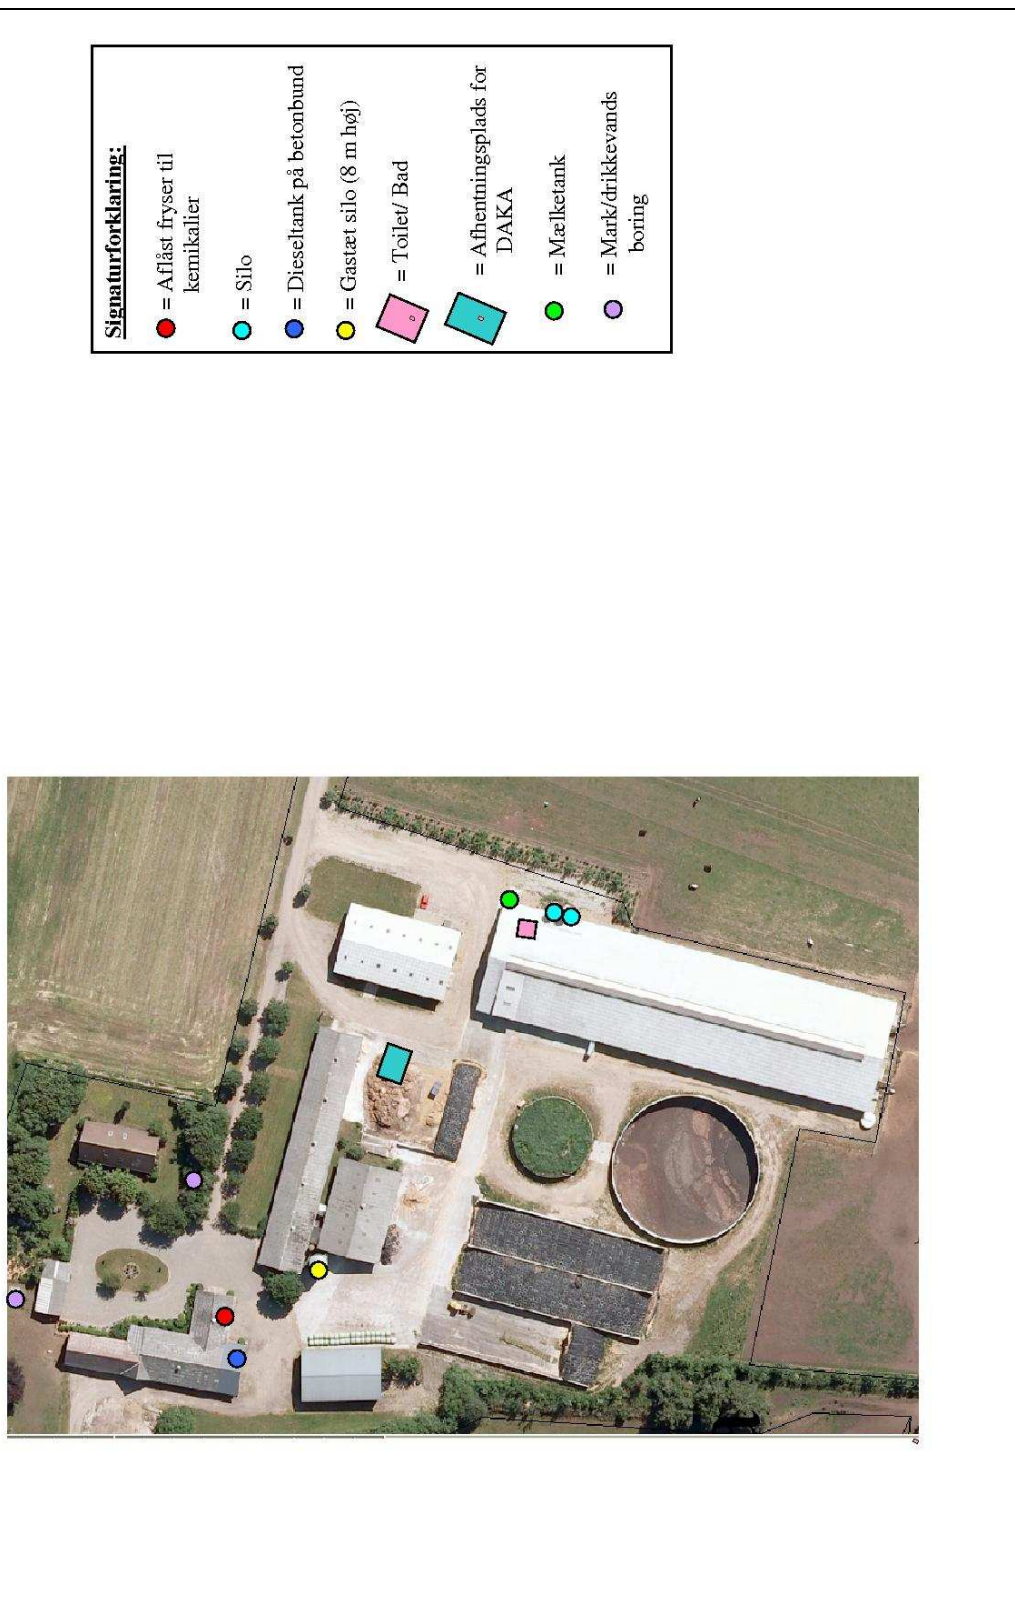 Signaturforklaring:
= Aflåst fryser til
kemikalier
= Silo
= Dieseltank på betonbund
= Gastæt silo (8 m høj)
= Toilet/ Bad
= Afhentningsplads for
DAKA
= Mælketank
= Mark/drikkevands
boring